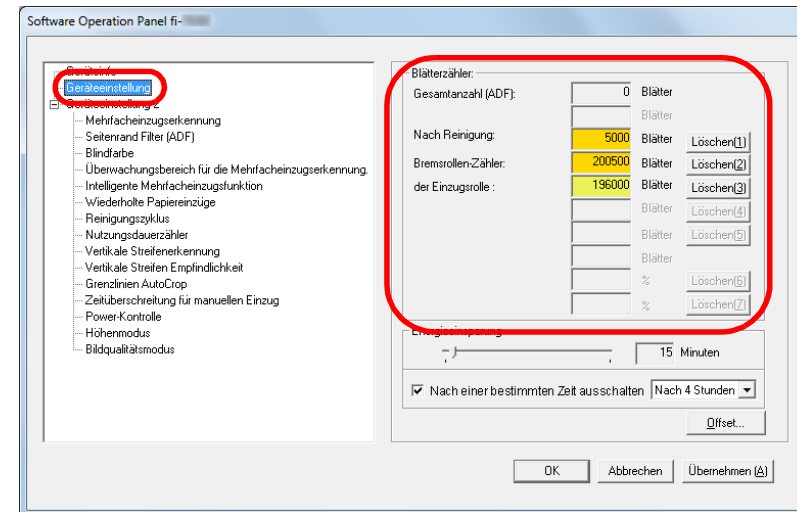 Software Operation Panel fi-
Geräteeinstellung
Geräteeinstellung 2
Mehrfacheinzugserkennung
Seitenrand Filter (ADF)
Blindfarbe
Überwachungsbereich für die Mehrfacheinzugserkennung.
Intelligente Mehrfacheinzugsfunktion
Wiederholte Papiereinzüge
Reinigungszyklus
Nutzungsdauerzähler
Vertikale Streifenerkennung
Vertikale Streifen Empfindlichkeit
Grenzlinien AutoCrop
Zeitüberschreitung für manuellen Einzug
Power-Kontrolle
Höhenmodus
Bildqualitätsmodus
Blätterzähler:
Gesamtanzahl (ADF): 0 Blätter
Blätter
Nach Reinigung: 5000 Blätter Löschen(1)
Bremsrollen-Zähler: 200500 Blätter Löschen(2)
der Einzugsrolle : 196000 Blätter Löschen(3)
Blätter Löschen(4)
Blätter Löschen(5)
Blätter
% Löschen(6)
% Löschen(7)
Energieeinsparung
15 Minuten
Nach einer bestimmten Zeit ausschalten Nach 4 Stunden
Offset...
OK Abbrechen Übernehmen (A)